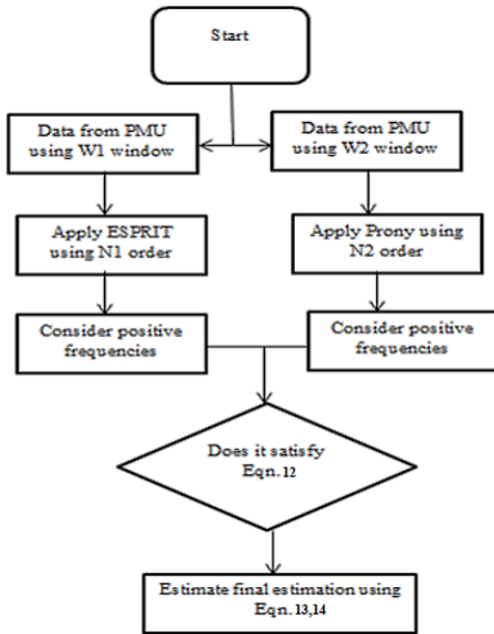 Start
Data from PMU
using W1 window
Data from PMU
using W2 window
Apply ESPRIT
using N1 order
Apply Prony using
N2 order
Consider positive
frequencies
Consider positive
frequencies
Does it satisfy
Eqn.12
Estimate final estimation using
Eqn.13,14